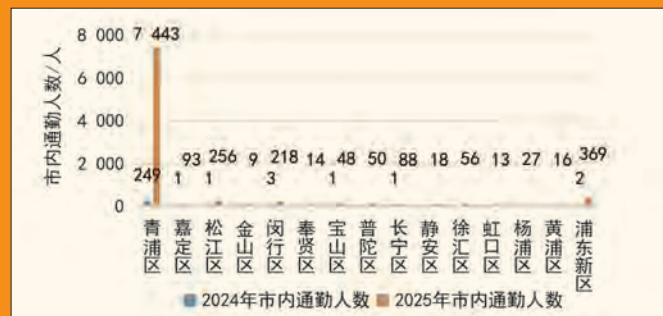 市内通勤人数/人
8 000
6 000
4 000
2 000
0
7 443
249
93
1
256
1
9
218
3
14
48
1
50
88
1
18
56
13
27
16
369
2
青浦区
嘉定区
松江区
金山区
闵行区
奉贤区
宝山区
普陀区
长宁区
静安区
徐汇区
虹口区
杨浦区
黄浦区
浦东新区
2024年市内通勤人数
2025年市内通勤人数